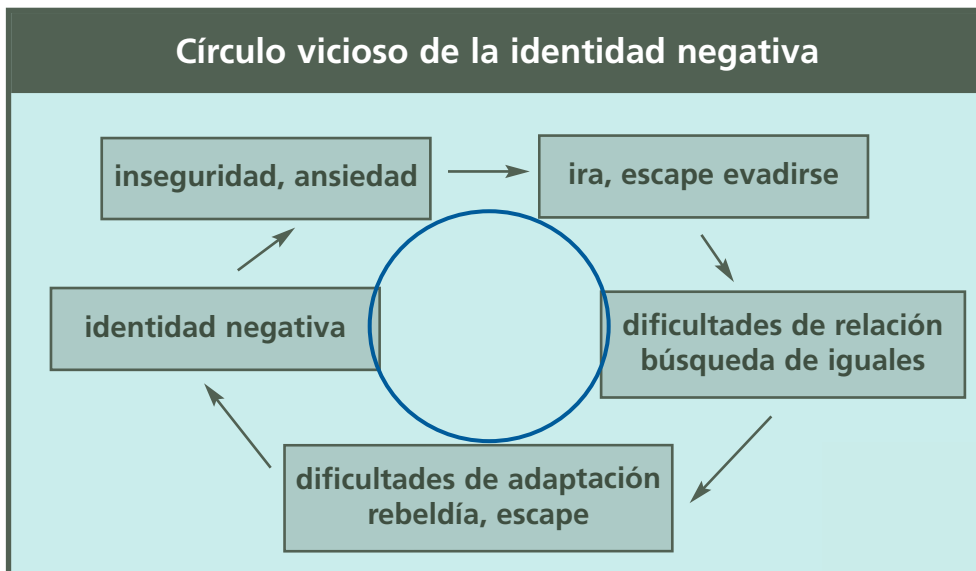 Círculo vicioso de la identidad negativa
inseguridad, ansiedad
ira, escape evadirse
dificultades de relación
búsqueda de iguales
dificultades de adaptación
rebeldía, escape
identidad negativa